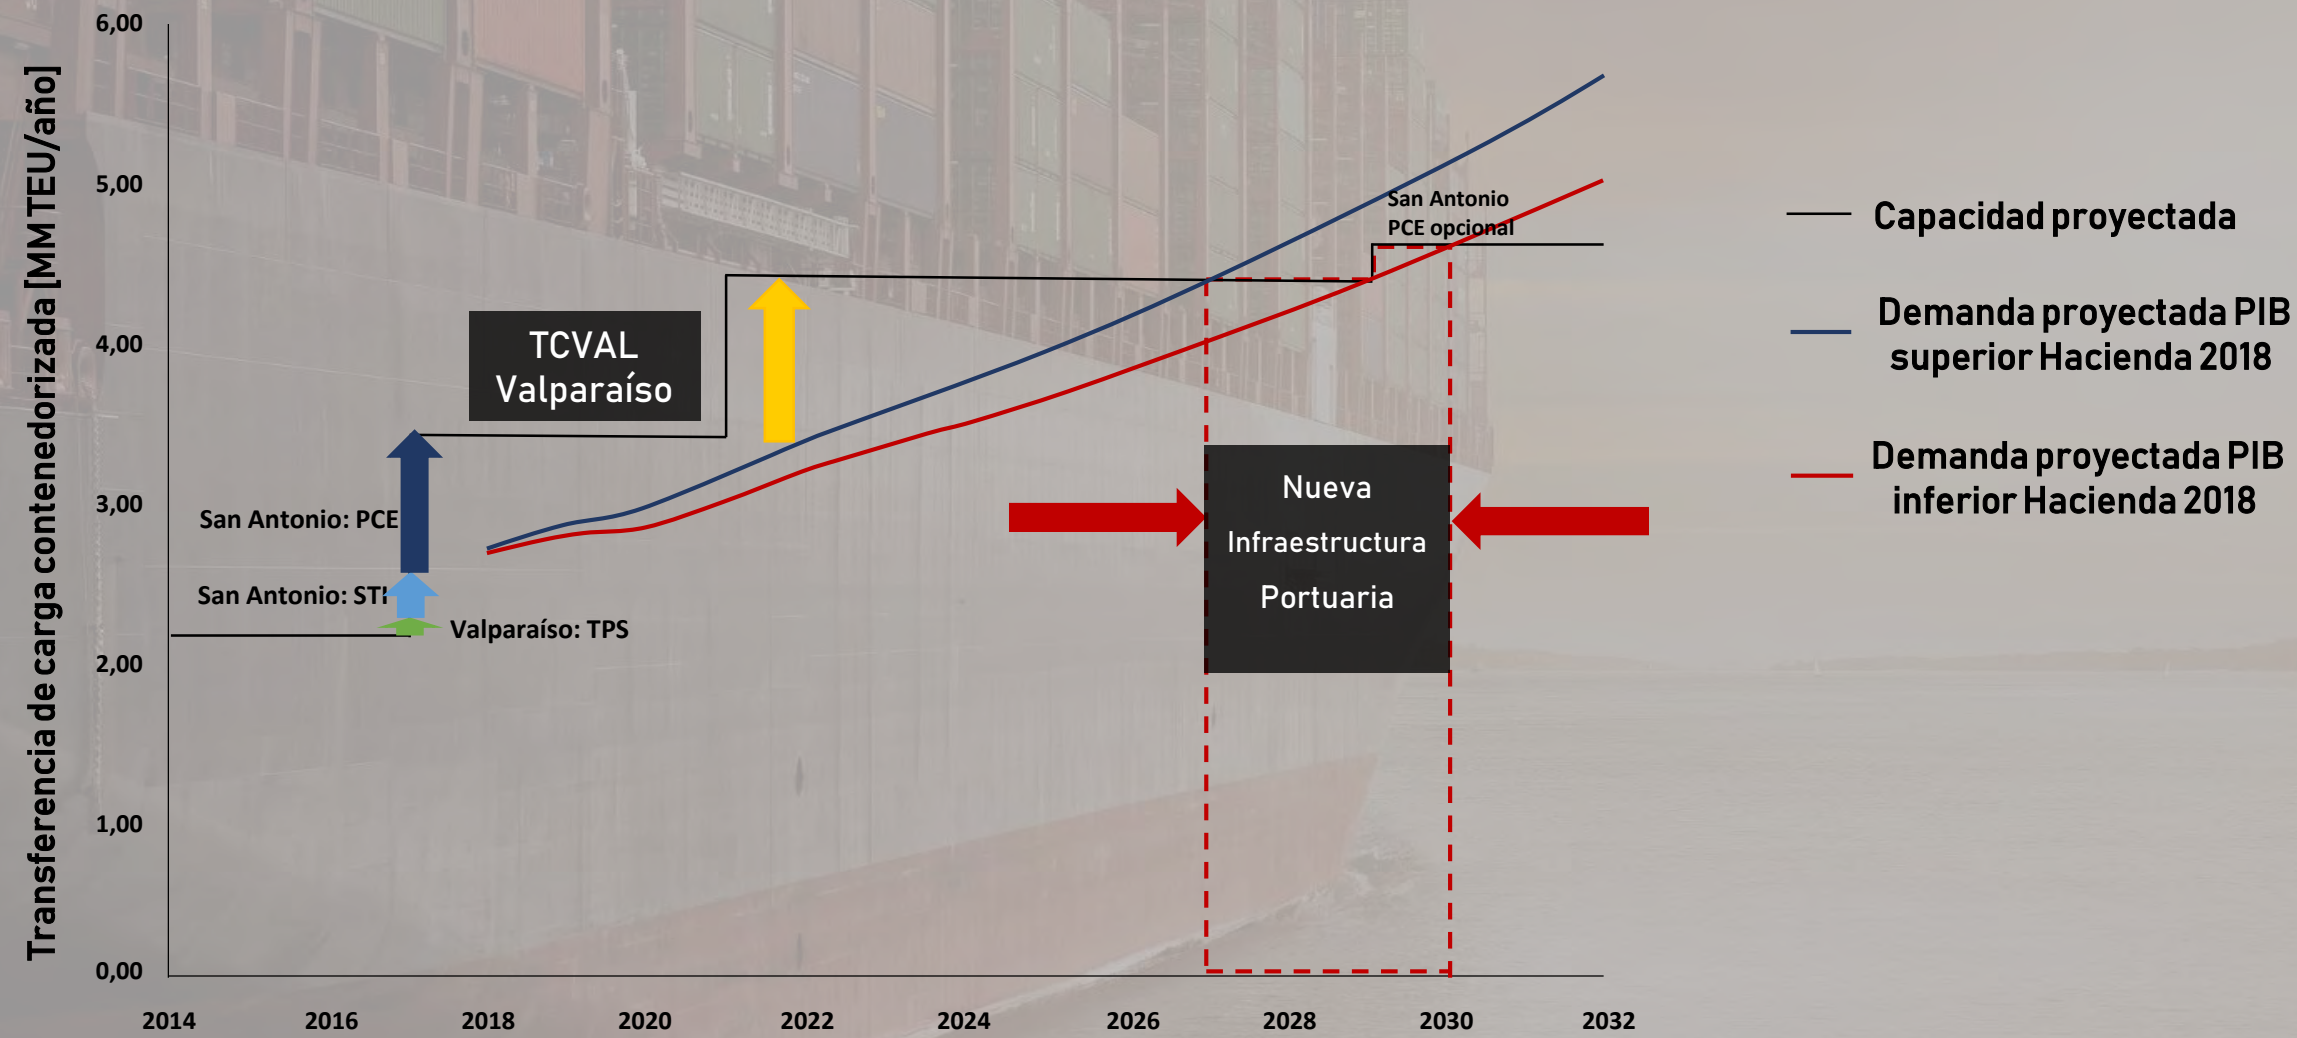 Transferencia de carga contenedorizada [MM TEU/año]
6,00
5,00
4,00
3,00
2,00
1,00
0,00
2014
2016
2018
2020
2022
2024
2026
2028
2030
2032
San Antonio: PCE
San Antonio: STI
Valparaíso: TPS
TCVAL
Valparaíso
San Antonio
PCE opcional
Nueva
Infraestructura
Portuaria
Capacidad proyectada
Demanda proyectada PIB
superior Hacienda 2018
Demanda proyectada PIB
inferior Hacienda 2018